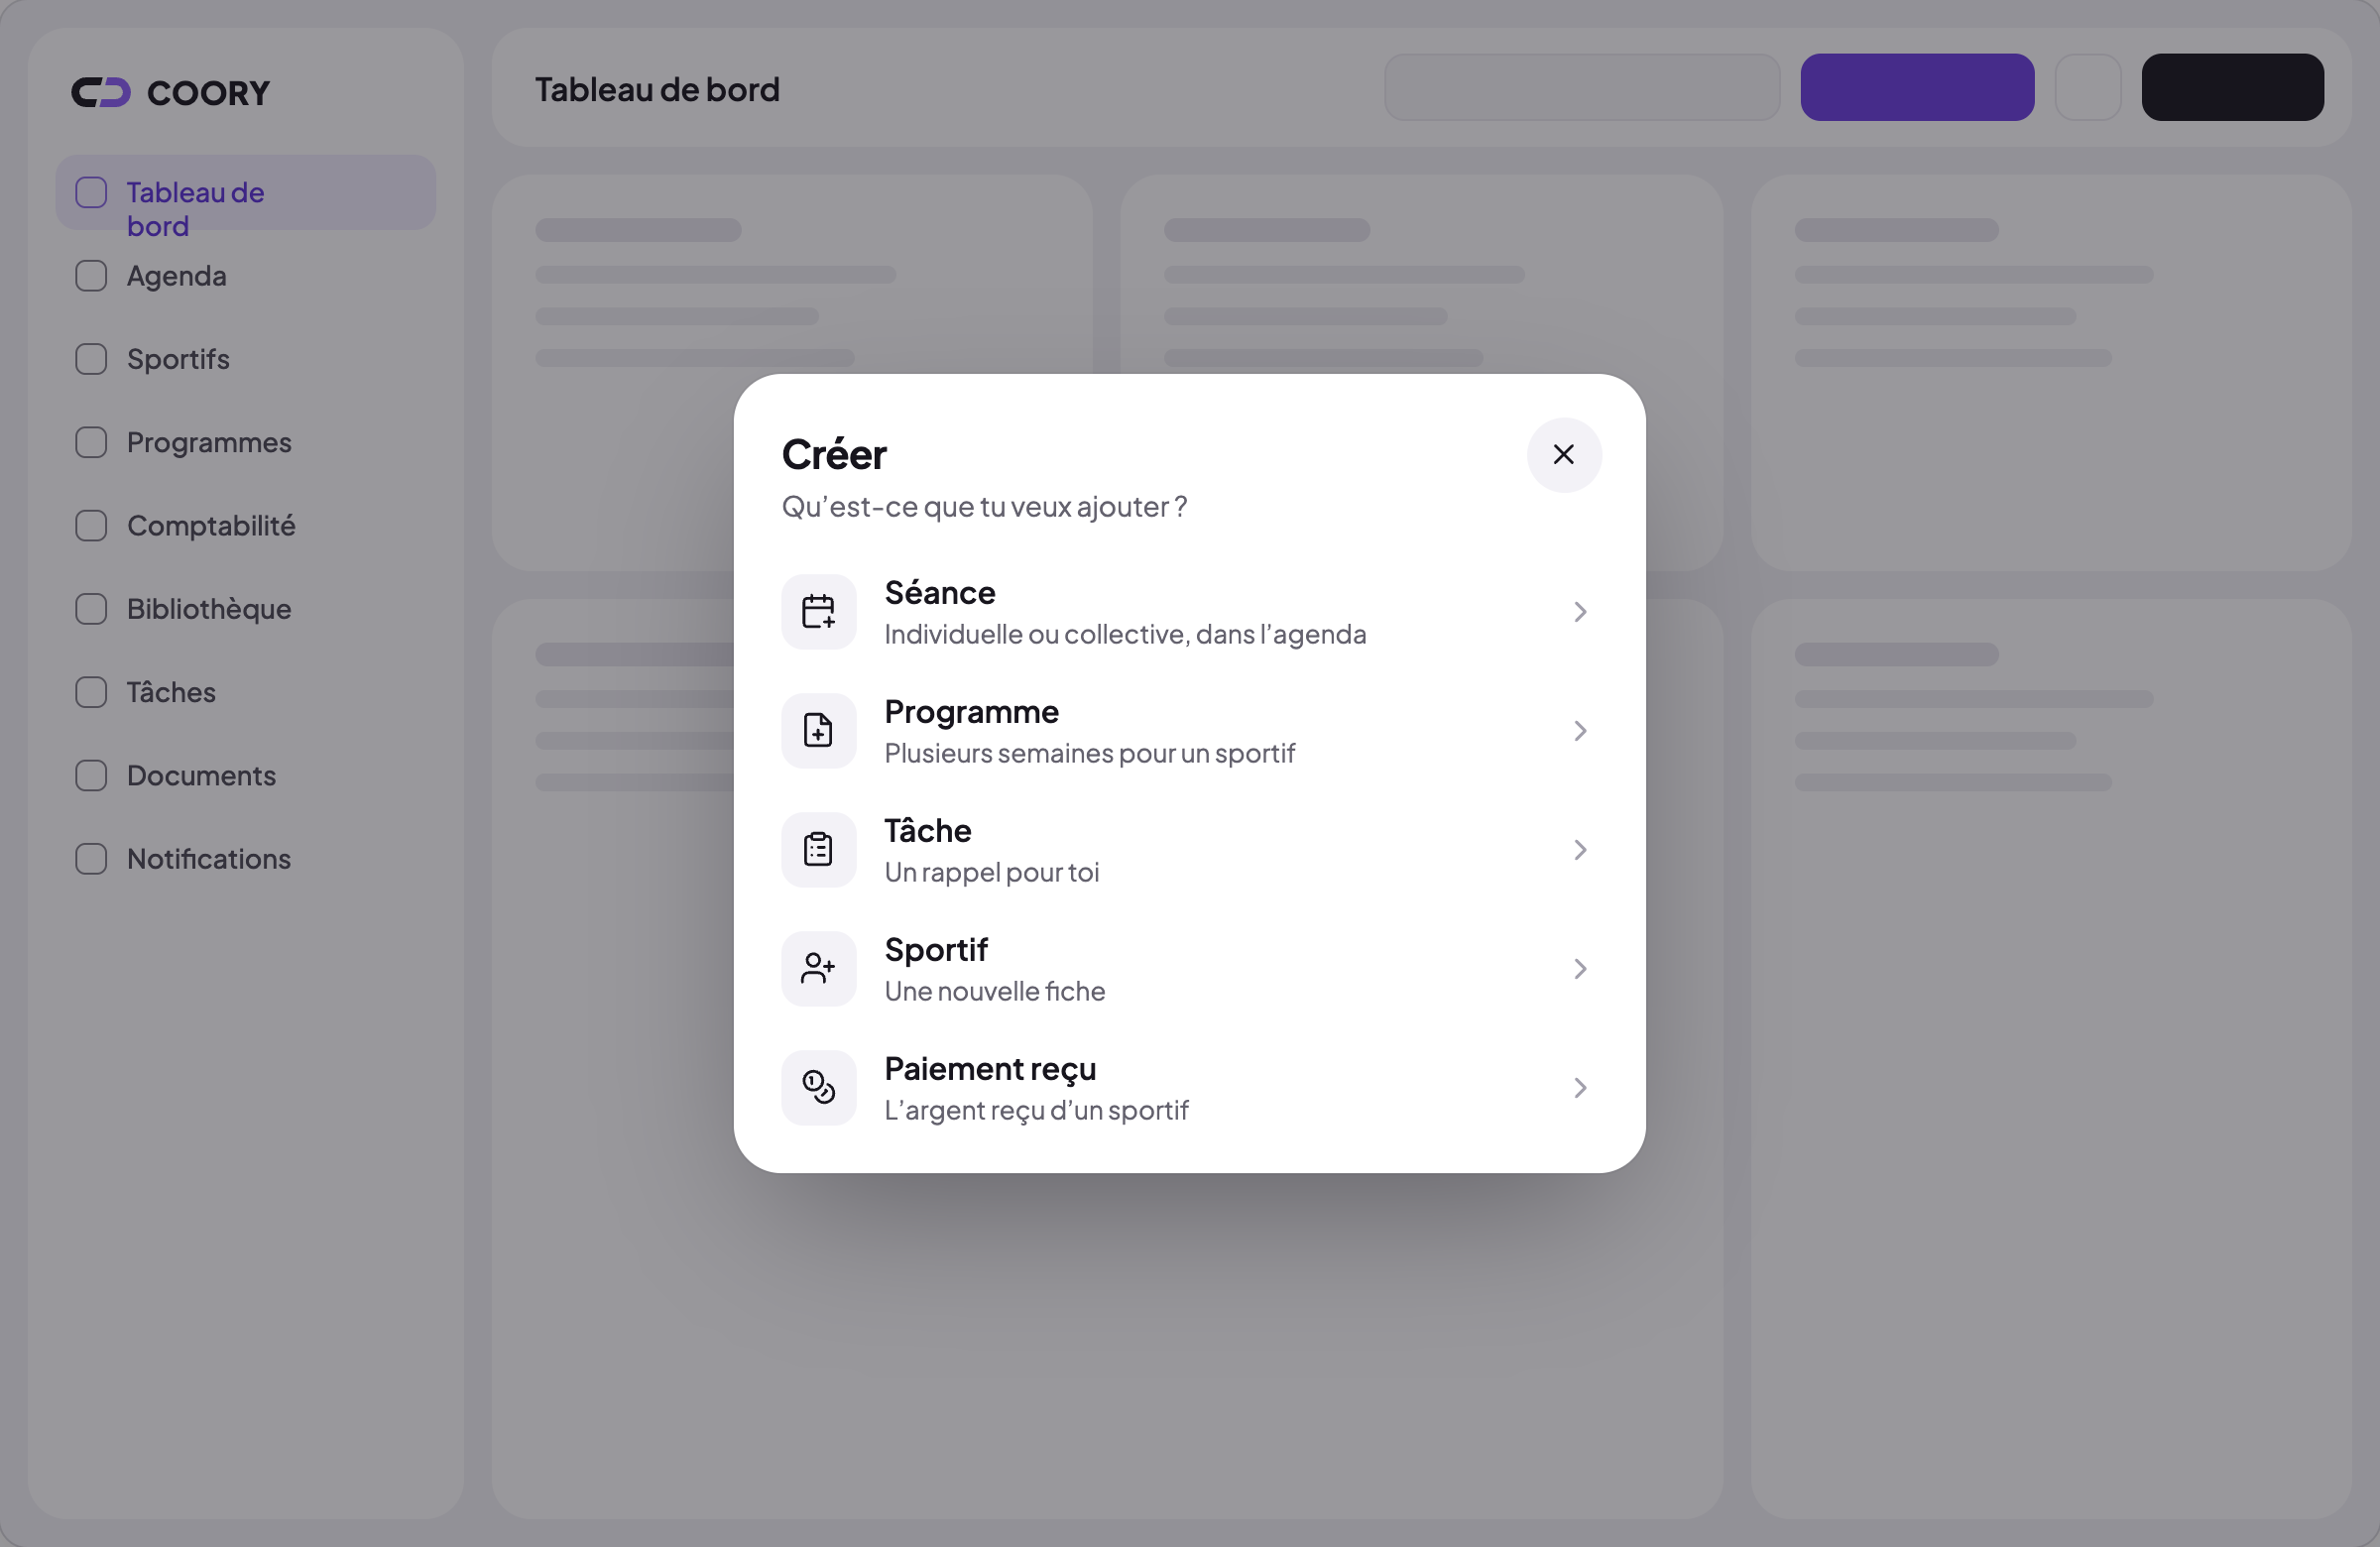 COORY
Tableau de bord
Tableau de
bord
Agenda
Sportifs
Programmes
Comptabilité
Bibliothèque
Tâches
Documents
Notifications
Créer
Qu’est-ce que tu veux ajouter ?
Séance
Individuelle ou collective, dans l’agenda
Programme
Plusieurs semaines pour un sportif
Tâche
Un rappel pour toi
Sportif
Une nouvelle fiche
Paiement reçu
L’argent reçu d’un sportif